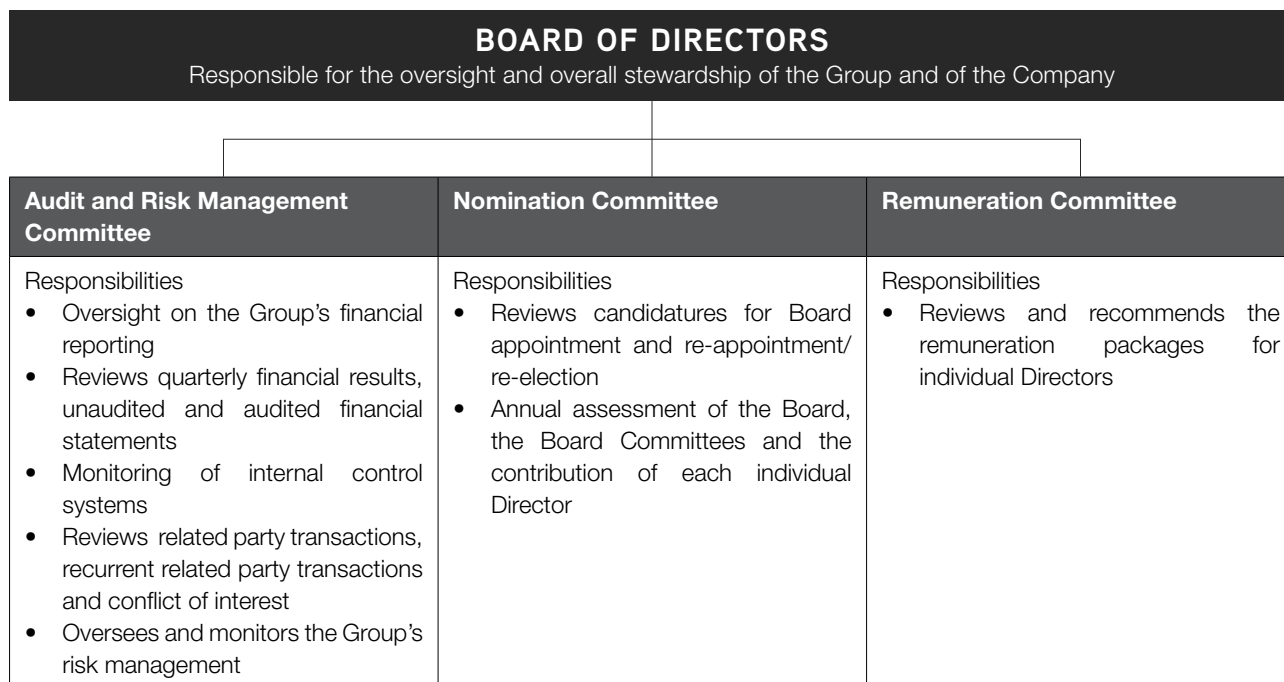 BOARD OF DIRECTORS
Responsible for the oversight and overall stewardship of the Group and of the Company
Audit and Risk Management
Committee
Responsibilities
• Oversight on the Group's financial
reporting
• Reviews quarterly financial results,
unaudited and audited financial
statements
• Monitoring of internal control
systems
• Reviews related party transactions,
recurrent related party transactions
and conflict of interest
• Oversees and monitors the Group's
risk management
Nomination Committee
Responsibilities
• Reviews candidatures for Board
appointment and re-appointment/
re-election
• Annual assessment of the Board,
the Board Committees and the
contribution of each individual
Director
Remuneration Committee
Responsibilities
• Reviews and recommends the
remuneration packages for
individual Directors